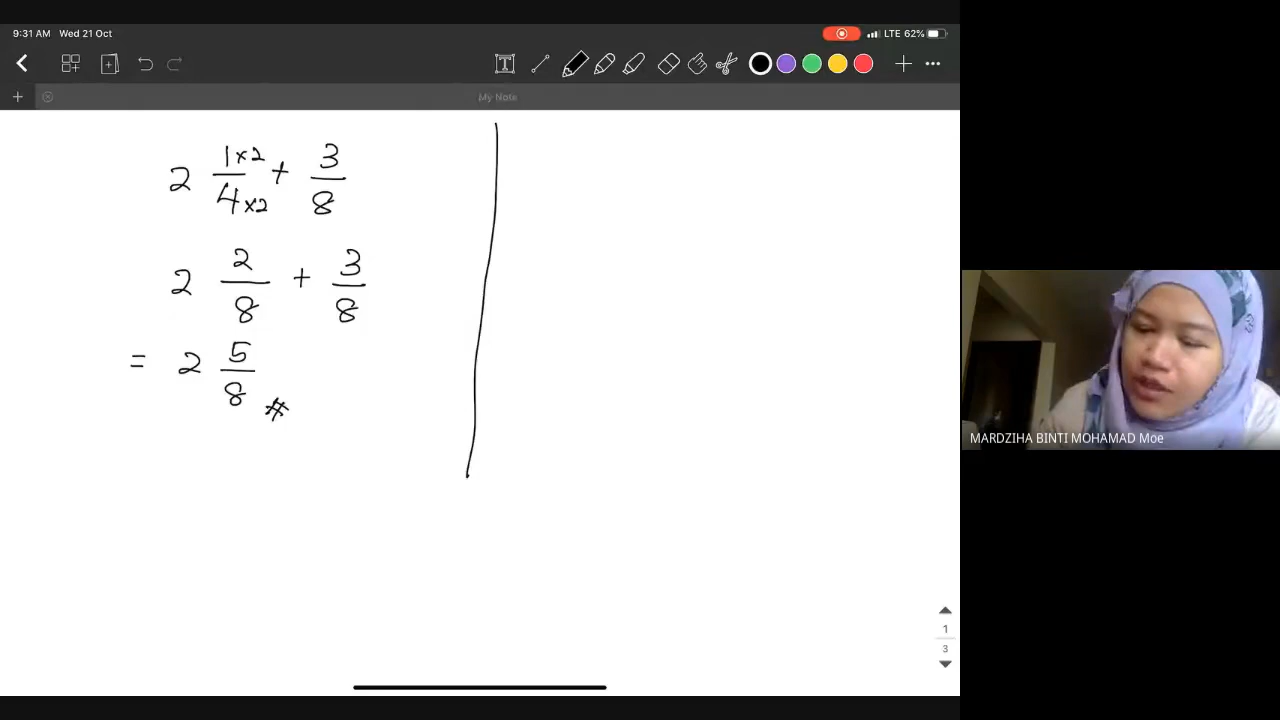 9:31 AM Wed 21 Oct
LTE 62%
My Note
2 1×2/4×2 + 3/8
2 2/8 + 3/8
= 2 5/8 #
MARDZIHA BINTI MOHAMAD Moe
1
3